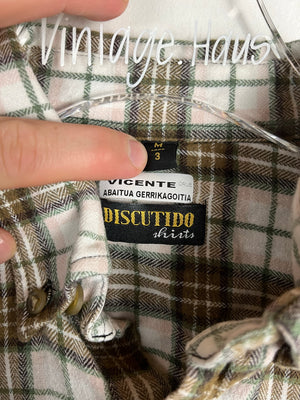 Vintage.Haus
M
3
VICENTE
ABAITUA GERRIKAGOITIA
DISCUTIDO
shirts